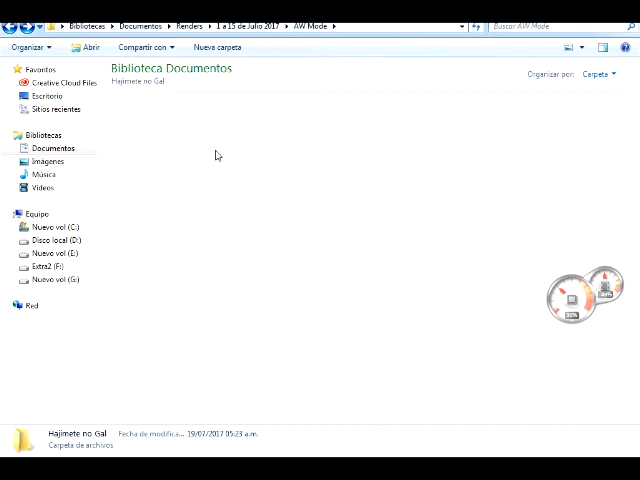 Bibliotecas ▸ Documentos ▸ Renders ▸ 1 a 15 de Julio 2017 ▸ AW Mode ▸ Buscar AW Mode
Organizar Abrir Compartir con Nueva carpeta
Favoritos
Creative Cloud Files
Escritorio
Sitios recientes
Bibliotecas
Documentos
Imágenes
Música
Vídeos
Equipo
Nuevo vol (C:)
Disco local (D:)
Nuevo vol (E:)
Extra2 (F:)
Nuevo vol (G:)
Red
Biblioteca Documentos
Hajimete no Gal
Organizar por: Carpeta
Hajimete no Gal Fecha de modifica... 19/07/2017 05:23 a.m.
Carpeta de archivos